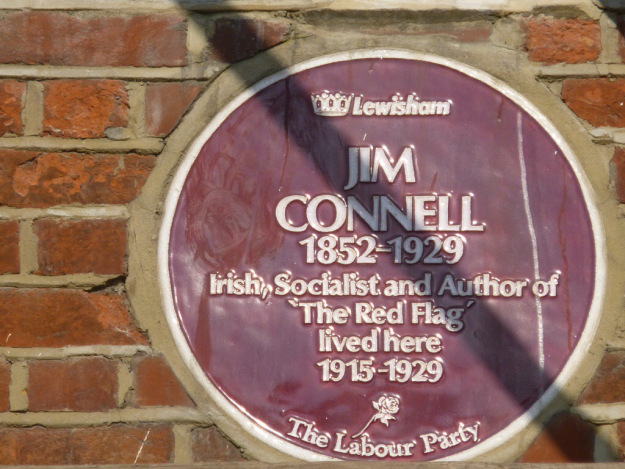 Lewisham
JIM
CONNELL
1852-1929
Irish, Socialist and Author of
'The Red Flag'
lived here
1915-1929
The Labour Party